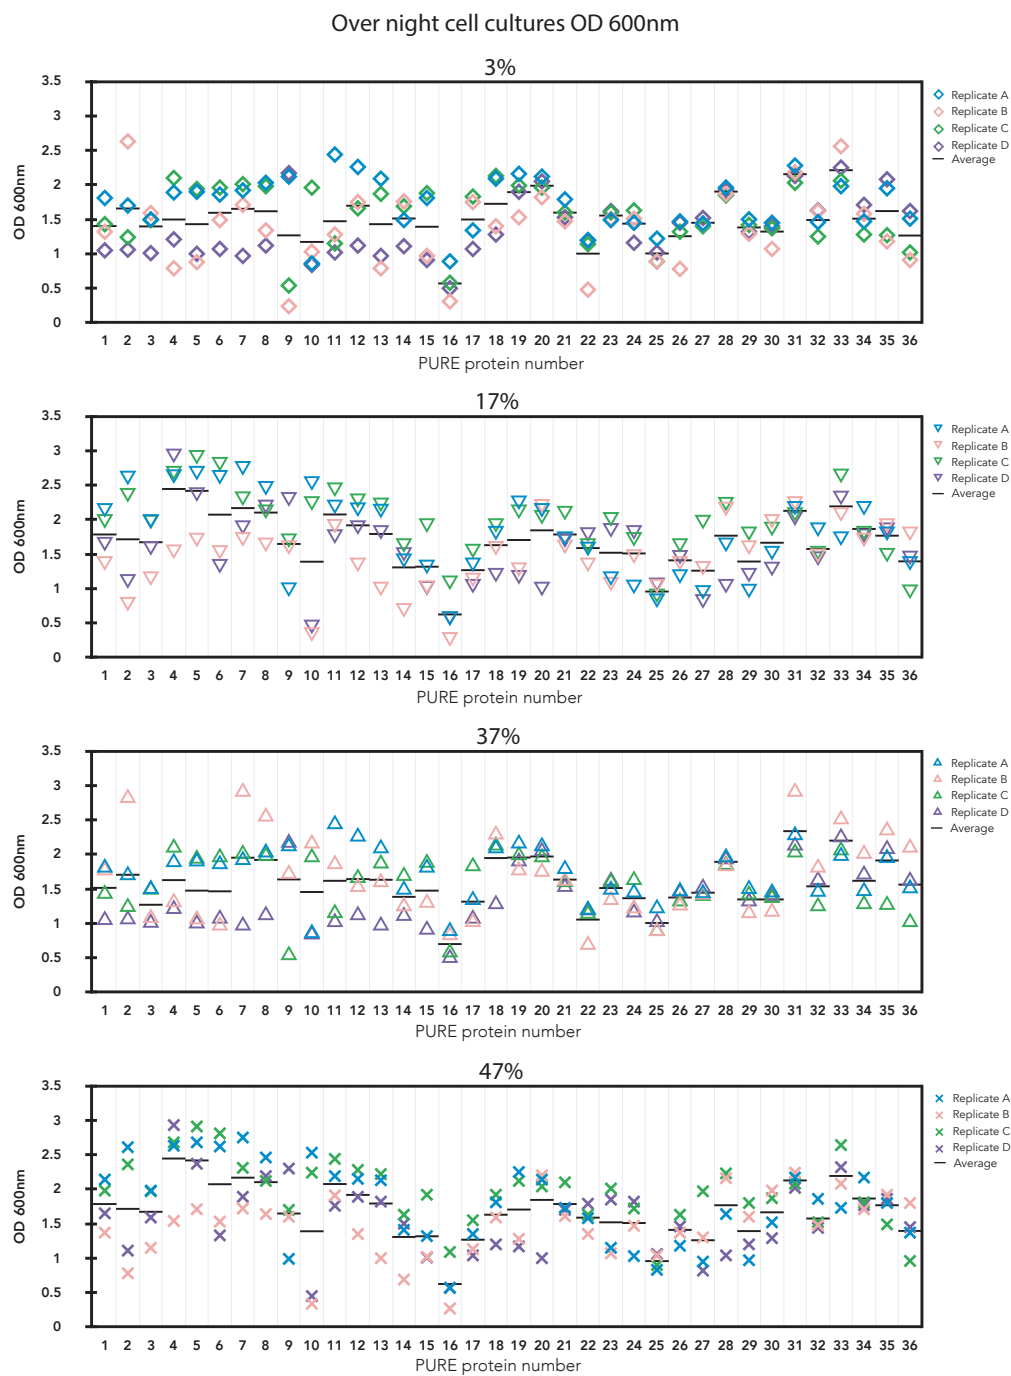 Over night cell cultures OD 600nm
3%
3.5
3
2.5
2
1.5
1
0.5
0
OD 600nm
1 2 3 4 5 6 7 8 9 10 11 12 13 14 15 16 17 18 19 20 21 22 23 24 25 26 27 28 29 30 31 32 33 34 35 36
PURE protein number
Replicate A
Replicate B
Replicate C
Replicate D
Average
17%
3.5
3
2.5
2
1.5
1
0.5
0
OD 600nm
1 2 3 4 5 6 7 8 9 10 11 12 13 14 15 16 17 18 19 20 21 22 23 24 25 26 27 28 29 30 31 32 33 34 35 36
PURE protein number
Replicate A
Replicate B
Replicate C
Replicate D
Average
37%
3.5
3
2.5
2
1.5
1
0.5
0
OD 600nm
1 2 3 4 5 6 7 8 9 10 11 12 13 14 15 16 17 18 19 20 21 22 23 24 25 26 27 28 29 30 31 32 33 34 35 36
PURE protein number
Replicate A
Replicate B
Replicate C
Replicate D
Average
47%
3.5
3
2.5
2
1.5
1
0.5
0
OD 600nm
1 2 3 4 5 6 7 8 9 10 11 12 13 14 15 16 17 18 19 20 21 22 23 24 25 26 27 28 29 30 31 32 33 34 35 36
PURE protein number
Replicate A
Replicate B
Replicate C
Replicate D
Average